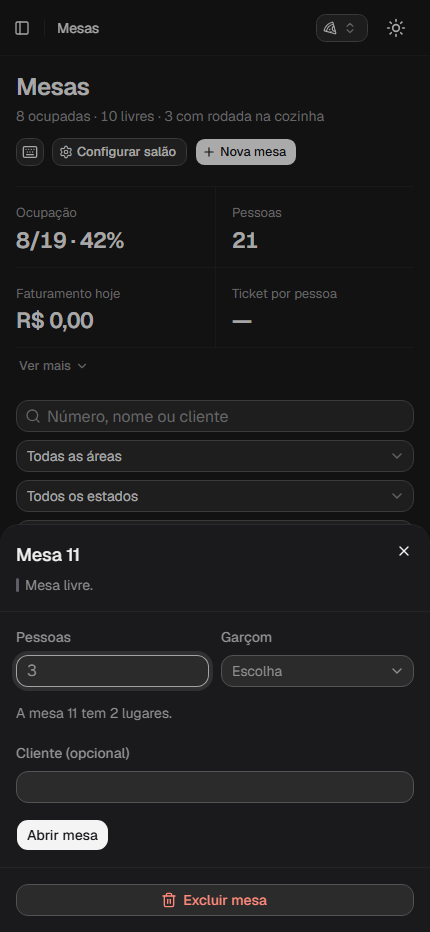 Mesas
Mesas
8 ocupadas · 10 livres · 3 com rodada na cozinha
Configurar salão
Nova mesa
Ocupação
8/19 · 42%
Pessoas
21
Faturamento hoje
R$ 0,00
Ticket por pessoa
—
Ver mais
Número, nome ou cliente
Todas as áreas
Todos os estados
Mesa 11
Mesa livre.
Pessoas
Garçom
3
Escolha
A mesa 11 tem 2 lugares.
Cliente (opcional)
Abrir mesa
Excluir mesa